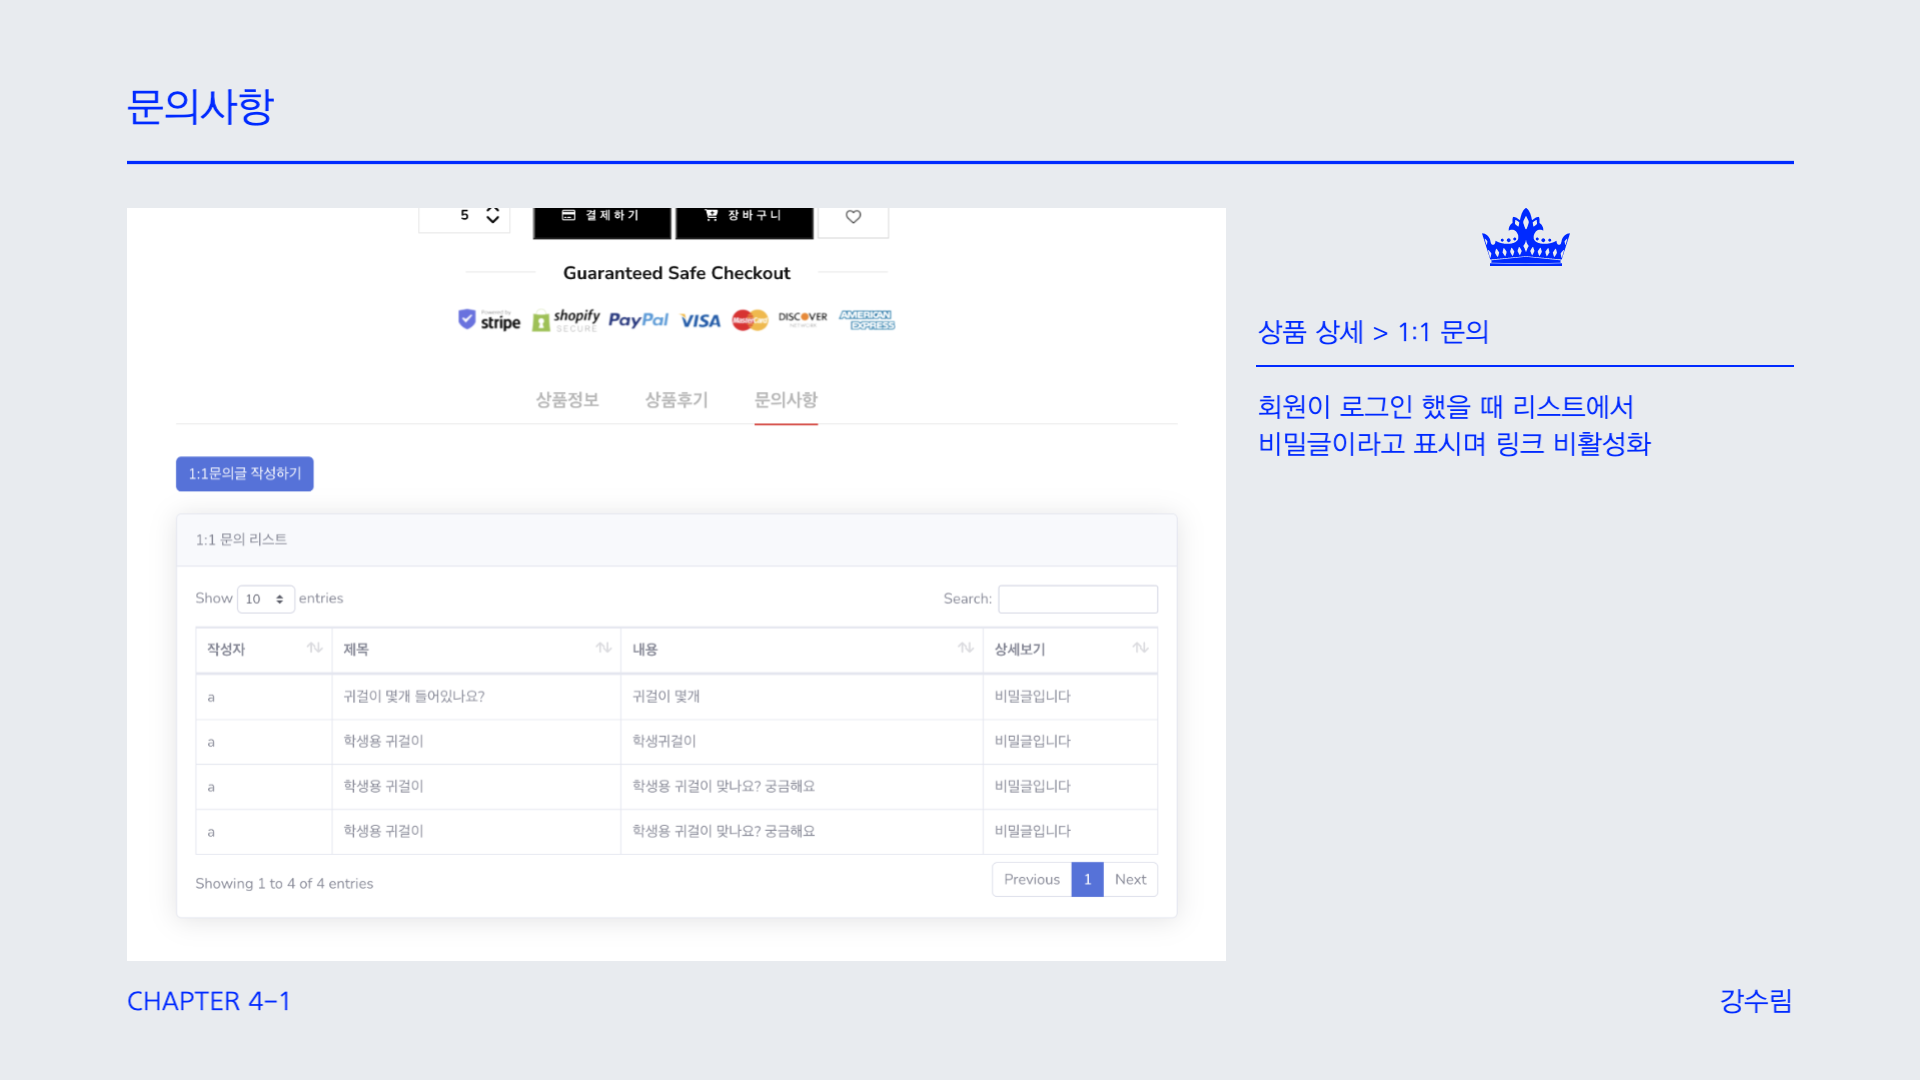 문의사항
5 결제하기 장바구니
Guaranteed Safe Checkout
stripe shopify SECURE PayPal VISA MasterCard DISCOVER NETWORK AMERICAN EXPRESS
상품정보 상품후기 문의사항
1:1문의글 작성하기
1:1 문의 리스트
Show 10 entries Search:
작성자 제목 내용 상세보기
a 귀걸이 몇개 들어있나요? 귀걸이 몇개 비밀글입니다
a 학생용 귀걸이 학생귀걸이 비밀글입니다
a 학생용 귀걸이 학생용 귀걸이 맞나요? 궁금해요 비밀글입니다
a 학생용 귀걸이 학생용 귀걸이 맞나요? 궁금해요 비밀글입니다
Showing 1 to 4 of 4 entries Previous 1 Next
상품 상세 > 1:1 문의
회원이 로그인 했을 때 리스트에서
비밀글이라고 표시며 링크 비활성화
CHAPTER 4-1
강수림